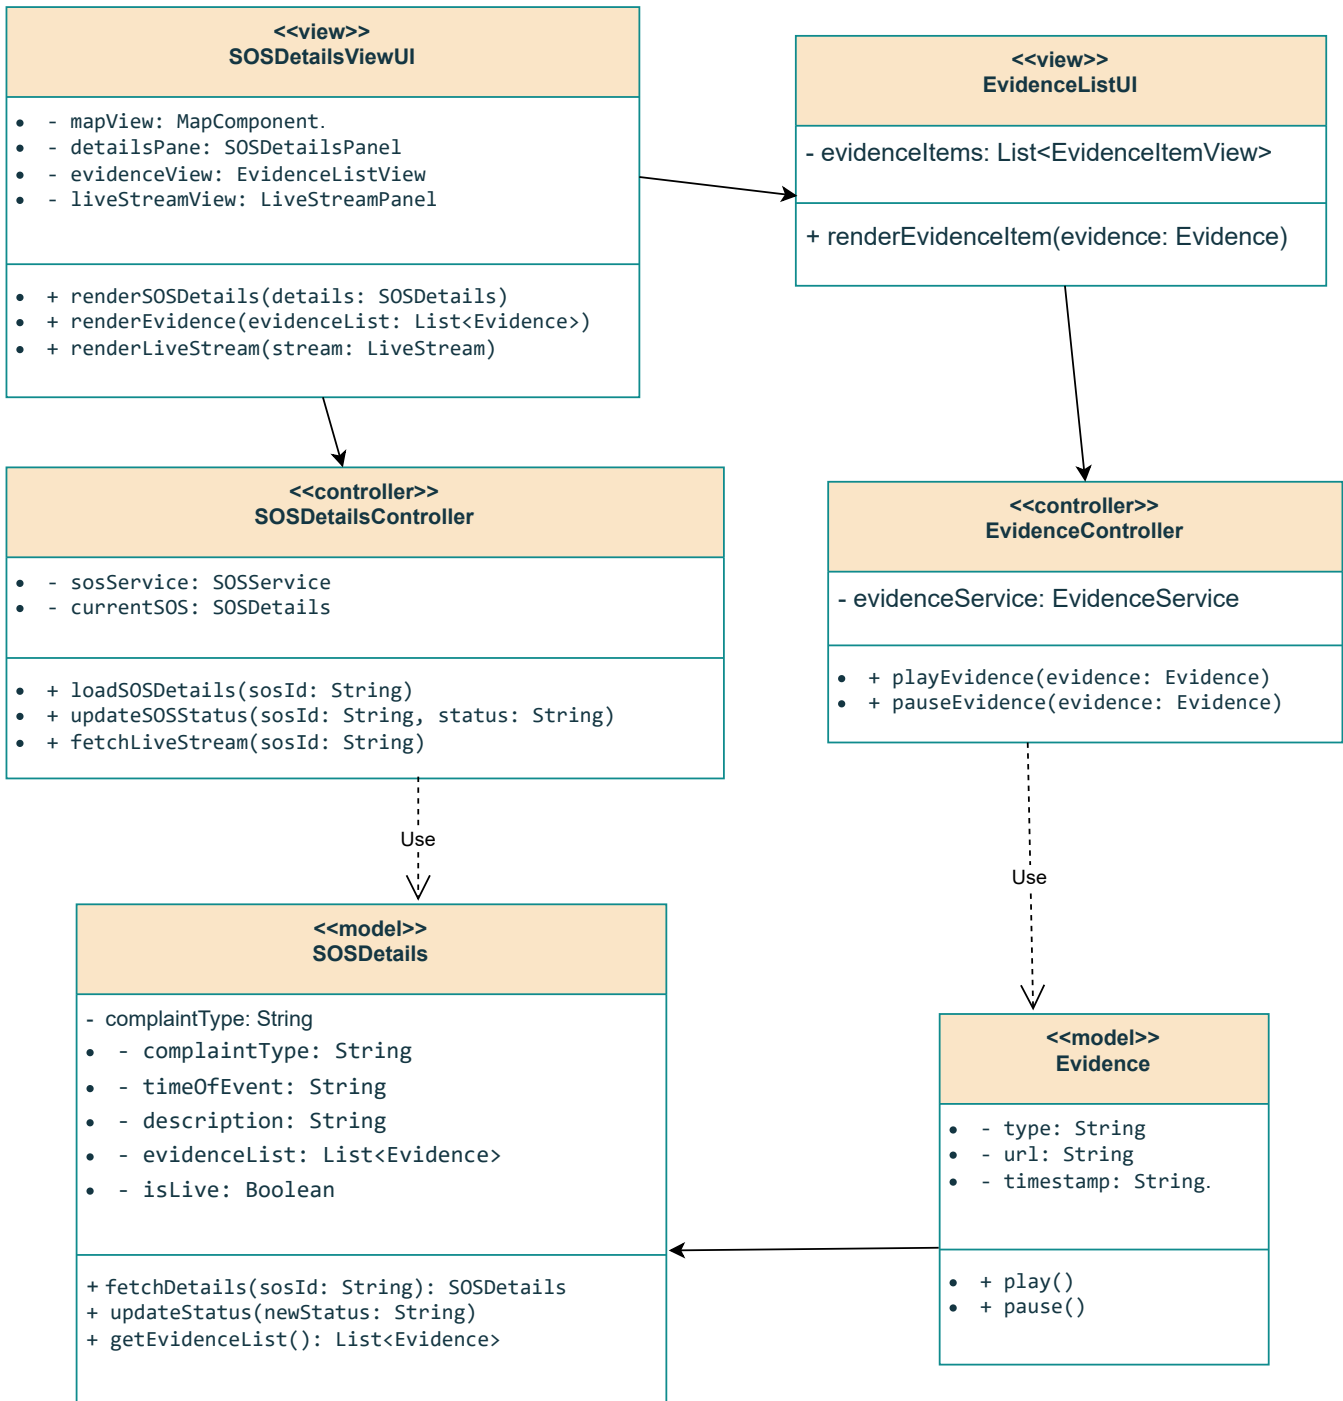 <<view>>
SOSDetailsViewUI
• - mapView: MapComponent.
• - detailsPane: SOSDetailsPanel
• - evidenceView: EvidenceListView
• - liveStreamView: LiveStreamPanel
• + renderSOSDetails(details: SOSDetails)
• + renderEvidence(evidenceList: List<Evidence>)
• + renderLiveStream(stream: LiveStream)
<<view>>
EvidenceListUI
- evidenceItems: List<EvidenceItemView>
+ renderEvidenceItem(evidence: Evidence)
<<controller>>
SOSDetailsController
• - sosService: SOSService
• - currentSOS: SOSDetails
• + loadSOSDetails(sosId: String)
• + updateSOSStatus(sosId: String, status: String)
• + fetchLiveStream(sosId: String)
<<controller>>
EvidenceController
- evidenceService: EvidenceService
• + playEvidence(evidence: Evidence)
• + pauseEvidence(evidence: Evidence)
Use
Use
<<model>>
SOSDetails
- complaintType: String
• - complaintType: String
• - timeOfEvent: String
• - description: String
• - evidenceList: List<Evidence>
• - isLive: Boolean
+ fetchDetails(sosId: String): SOSDetails
+ updateStatus(newStatus: String)
+ getEvidenceList(): List<Evidence>
<<model>>
Evidence
• - type: String
• - url: String
• - timestamp: String.
• + play()
• + pause()